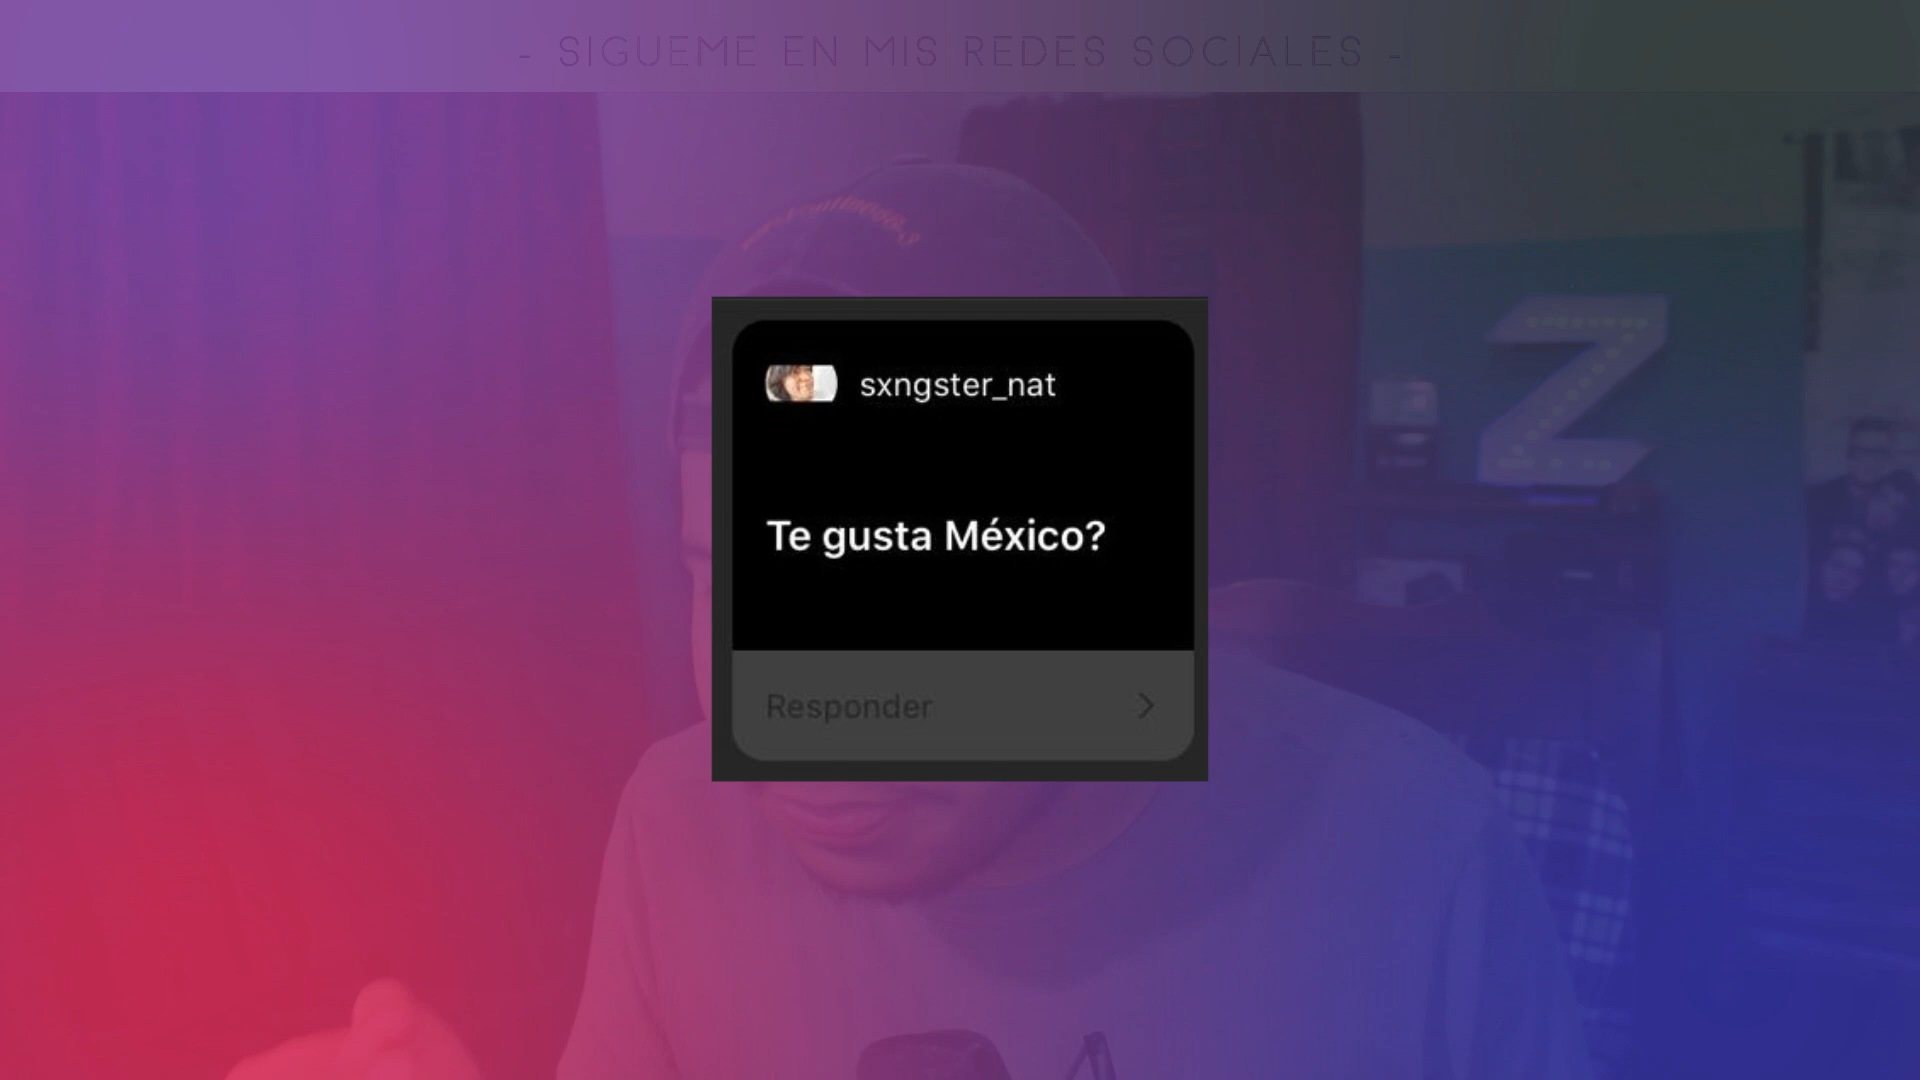 - SIGUEME EN MIS REDES SOCIALES -
sxngster_nat
Te gusta México?
Responder